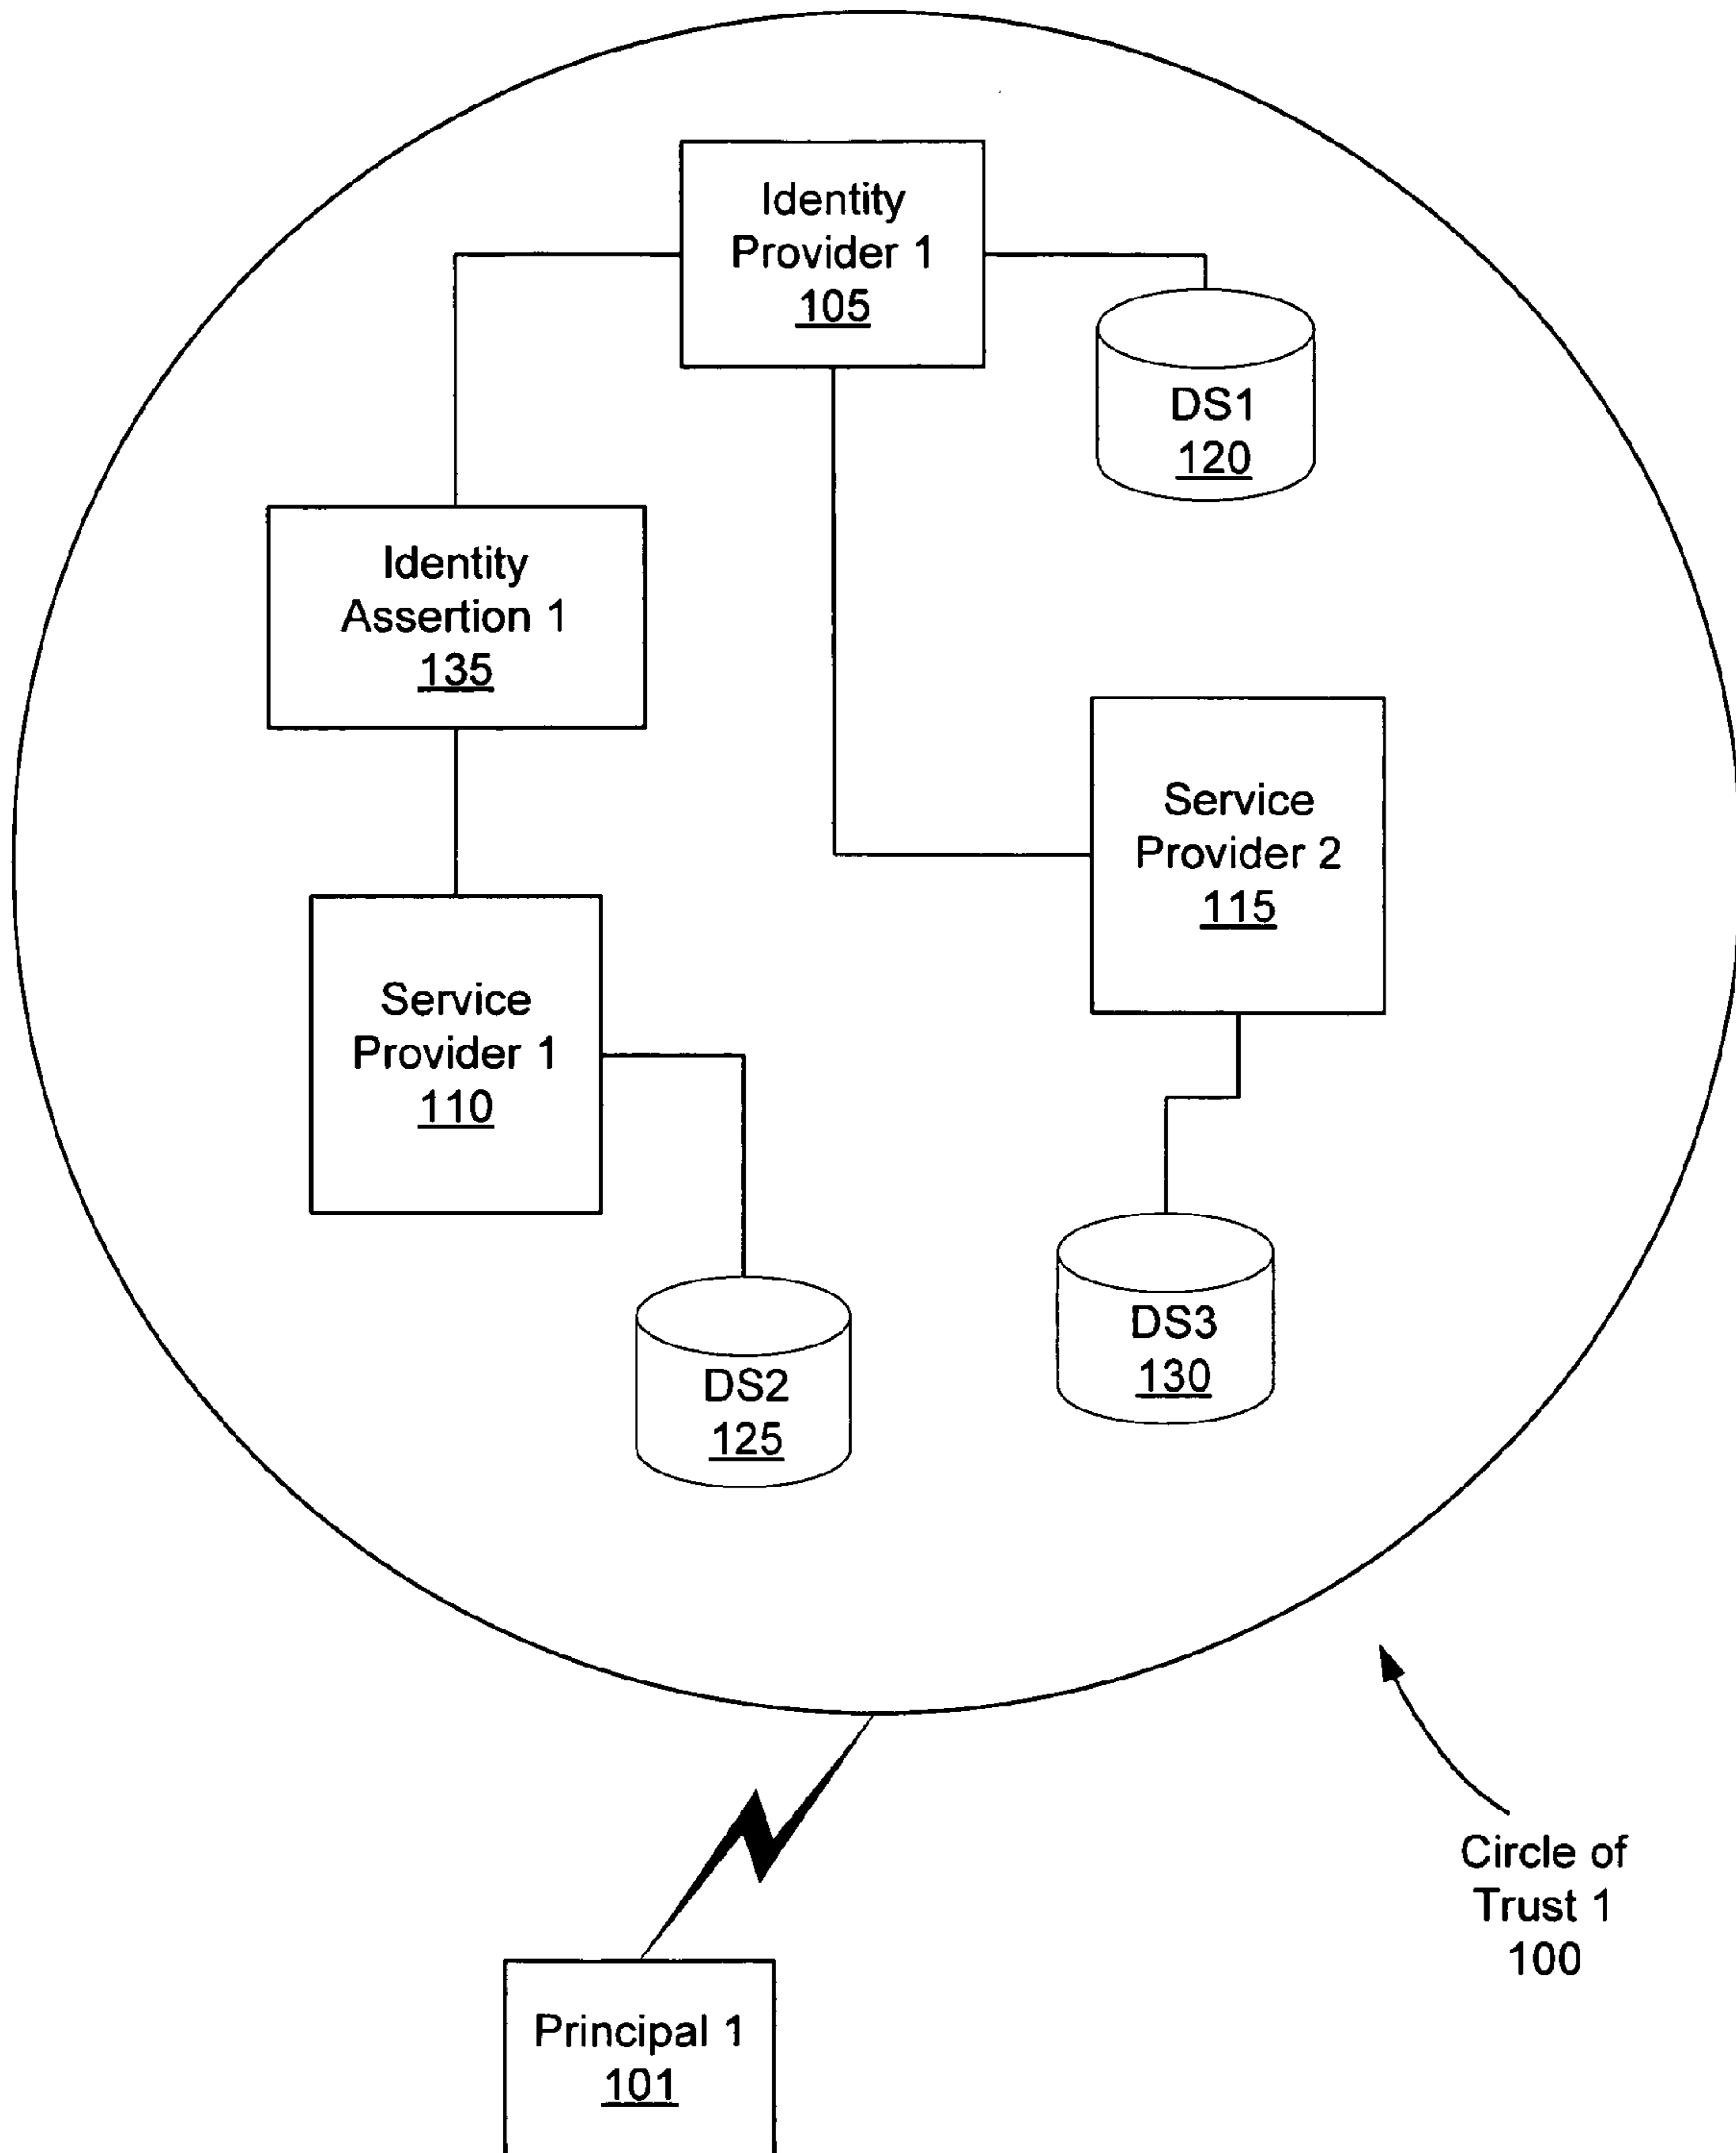 Identity
Provider 1
105
DS1
120
Identity
Assertion 1
135
Service
Provider 2
115
Service
Provider 1
110
DS3
130
DS2
125
Circle of
Trust 1
100
Principal 1
101